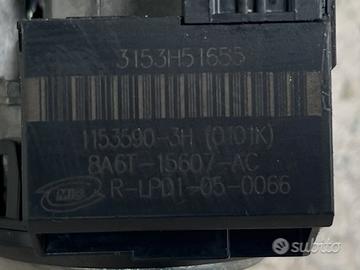 3153H51655
1153590-3H (0101K)
8A6T-15607-AC
R-LPD1-05-0066
subito